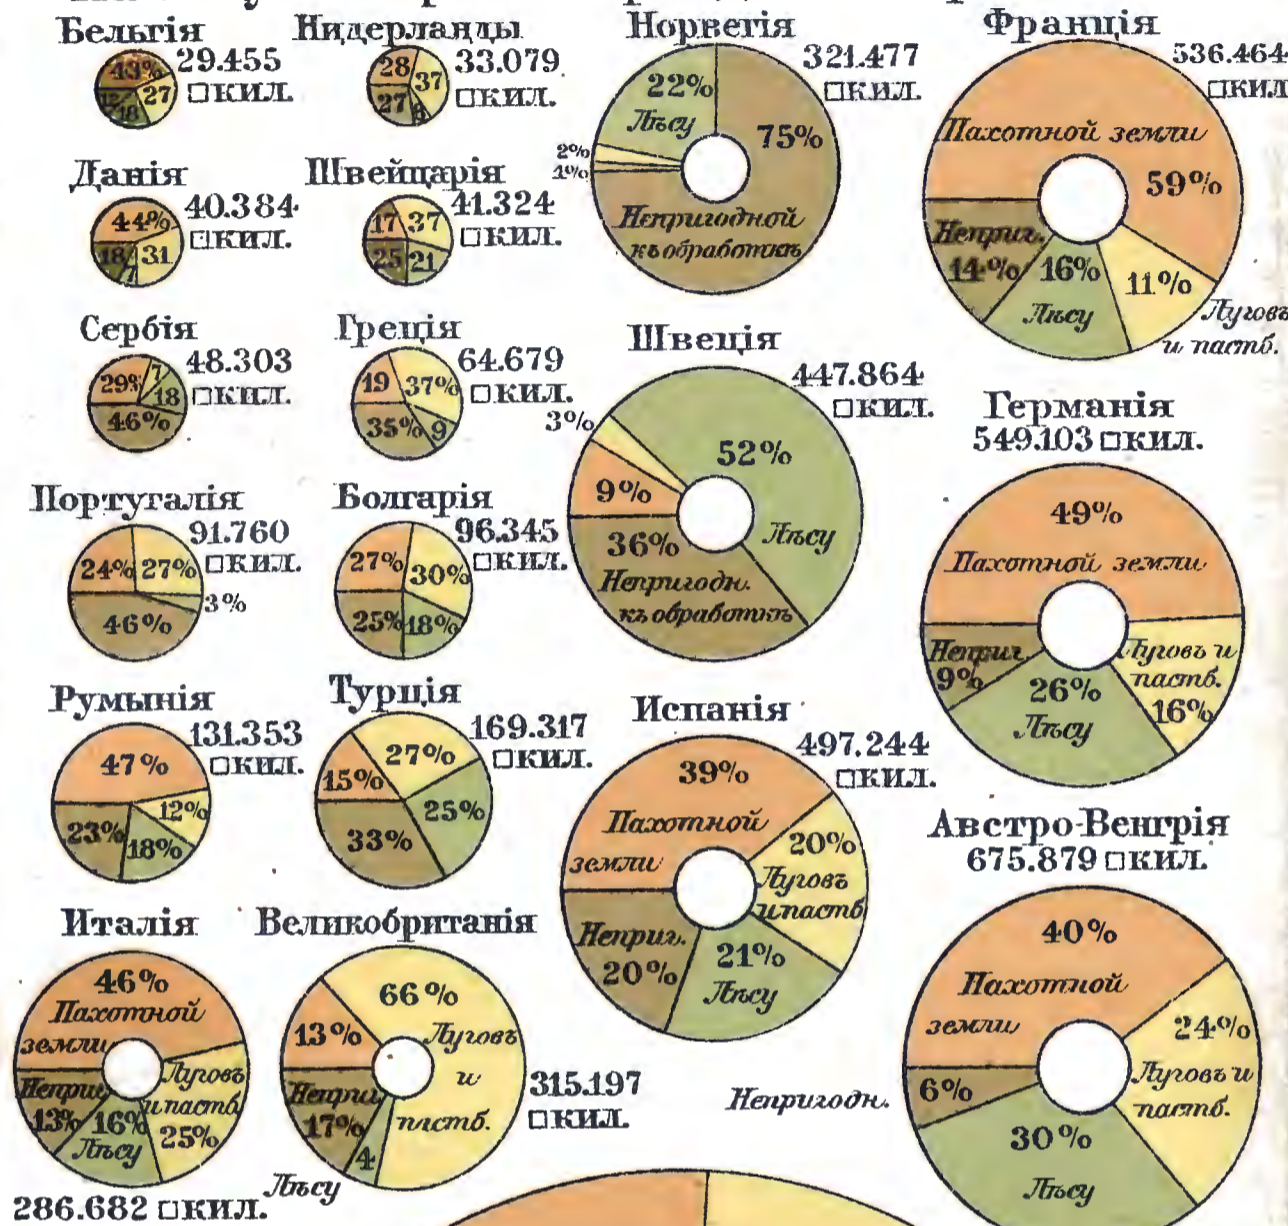 Бельгія
29.455
□КИЛ.
43%
27
18
12
Нидерланды
33.079
□КИЛ.
28
37
27
Норвегія
321.477
□КИЛ.
22%
Лѣсу
75%
2%
1%
Непригодной
къ обработкѣ
Франція
536.464
□КИЛ
Пахотной земли
59%
Неприг.
14%
16%
Лѣсу
11%
Луговъ
и пастб.
Данія
40.384
□КИЛ.
44%
31
18
7
Швейцарія
41.324
□КИЛ.
17
37
25
21
Сербія
48.303
□КИЛ.
29%
7
18
46%
Греція
64.679
□КИЛ.
19
37%
35%
9
Швеція
447.864
□КИЛ.
3%
52%
9%
Лѣсу
36%
Непригодн.
къ обработкѣ
Германія
549.103 □КИЛ.
49%
Пахотной земли
Неприг.
9%
26%
Лѣсу
Луговъ и
пастб.
16%
Португалія
91.760
□КИЛ.
24%
27%
3%
46%
Болгарія
96.345
□КИЛ.
27%
30%
25%
18%
Румынія
131.353
□КИЛ.
47%
12%
23%
18%
Турція
169.317
□КИЛ.
27%
15%
25%
33%
Испанія
497.244
□КИЛ.
39%
Пахотной
земли
20%
Луговъ
и пастб
Неприг.
20%
21%
Лѣсу
Австро-Венгрія
675.879 □КИЛ.
40%
Пахотной
земли
24%
Луговъ и
пастб.
6%
Непригодн.
30%
Лѣсу
Италія
46%
Пахотной
земли
Неприг.
13%
16%
Лѣсу
Луговъ
и пастб
25%
286.682 □КИЛ.
Великобританія
66%
Луговъ
и
пастб.
13%
Неприг.
17%
4
Лѣсу
315.197
□КИЛ.